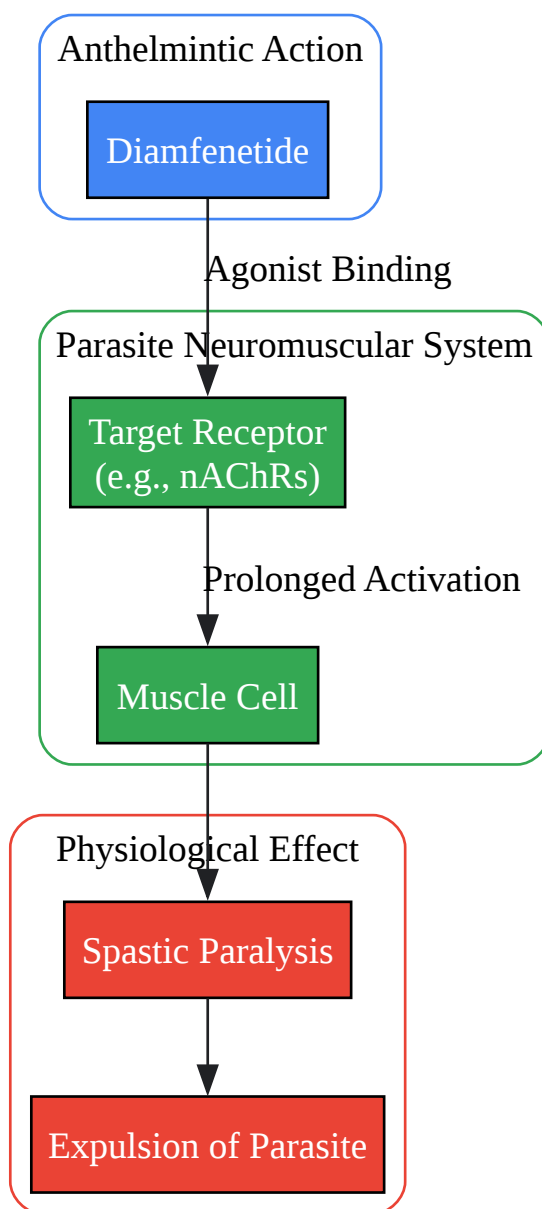 Anthelmintic Action
Diamfenetide
Agonist Binding
Parasite Neuromuscular System
Target Receptor
(e.g., nAChRs)
Prolonged Activation
Muscle Cell
Physiological Effect
Spastic Paralysis
Expulsion of Parasite